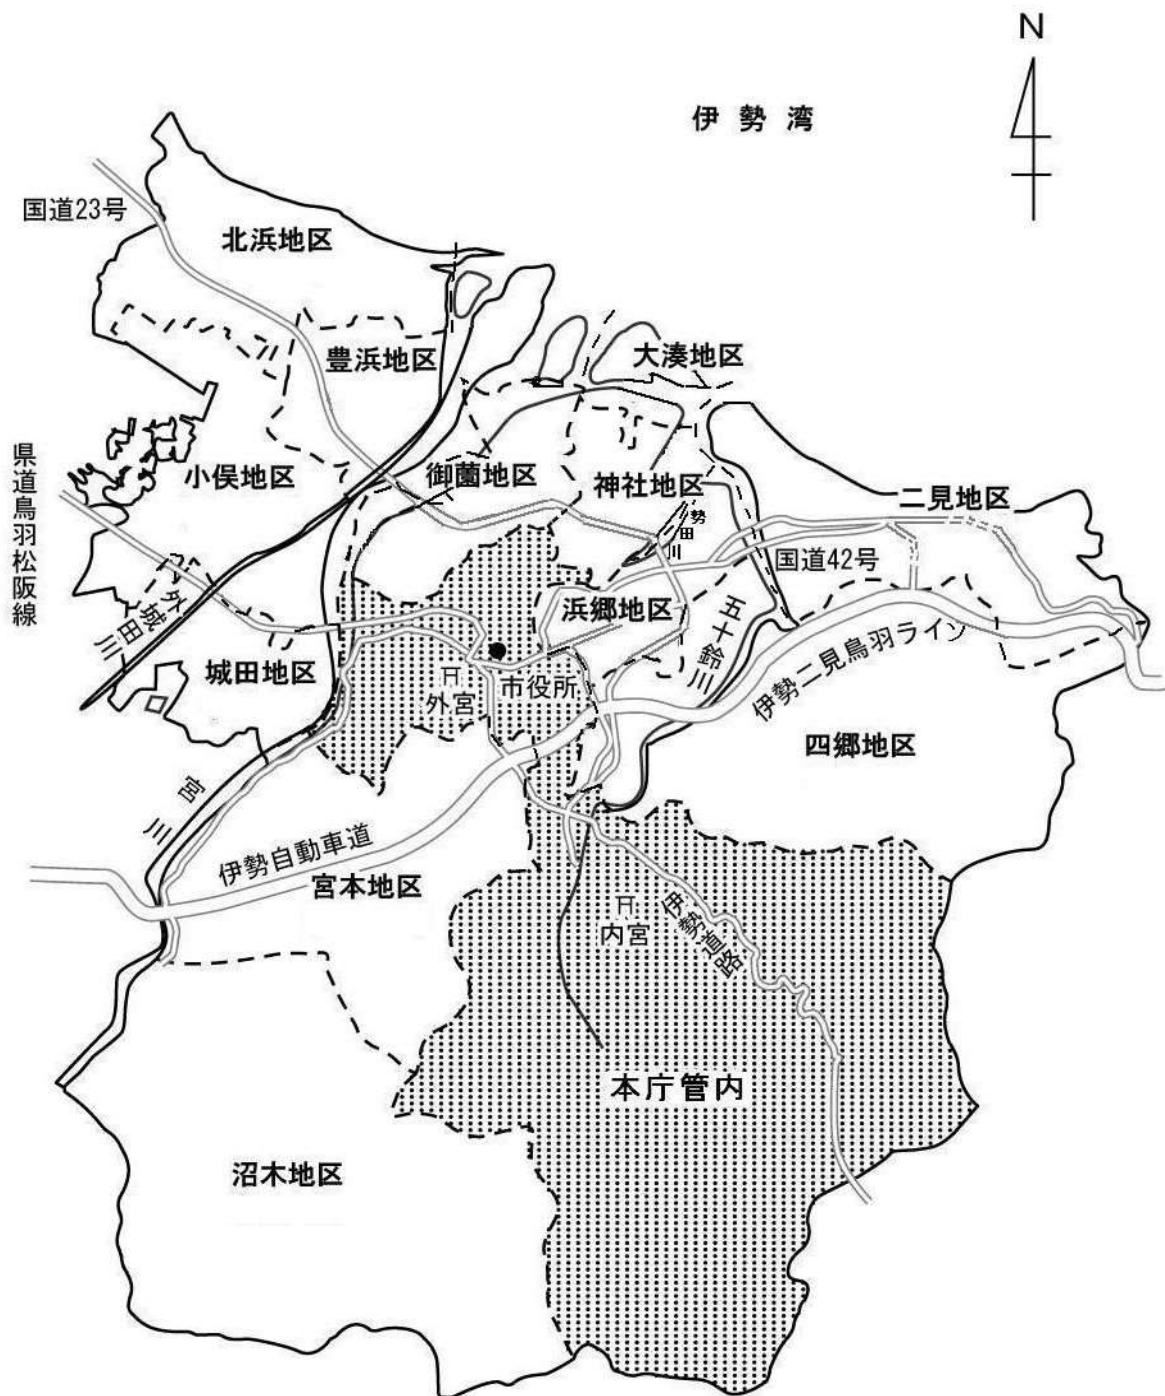 N
伊勢湾
国道23号
北浜地区
豊浜地区
大湊地区
県道鳥羽松阪線
小俣地区
御薗地区
神社地区
二見地区
勢田川
国道42号
外城田川
浜郷地区
五十鈴川
城田地区
外宮
市役所
伊勢二見鳥羽ライン
四郷地区
宮川
伊勢自動車道
宮本地区
内宮
伊勢道路
本庁管内
沼木地区